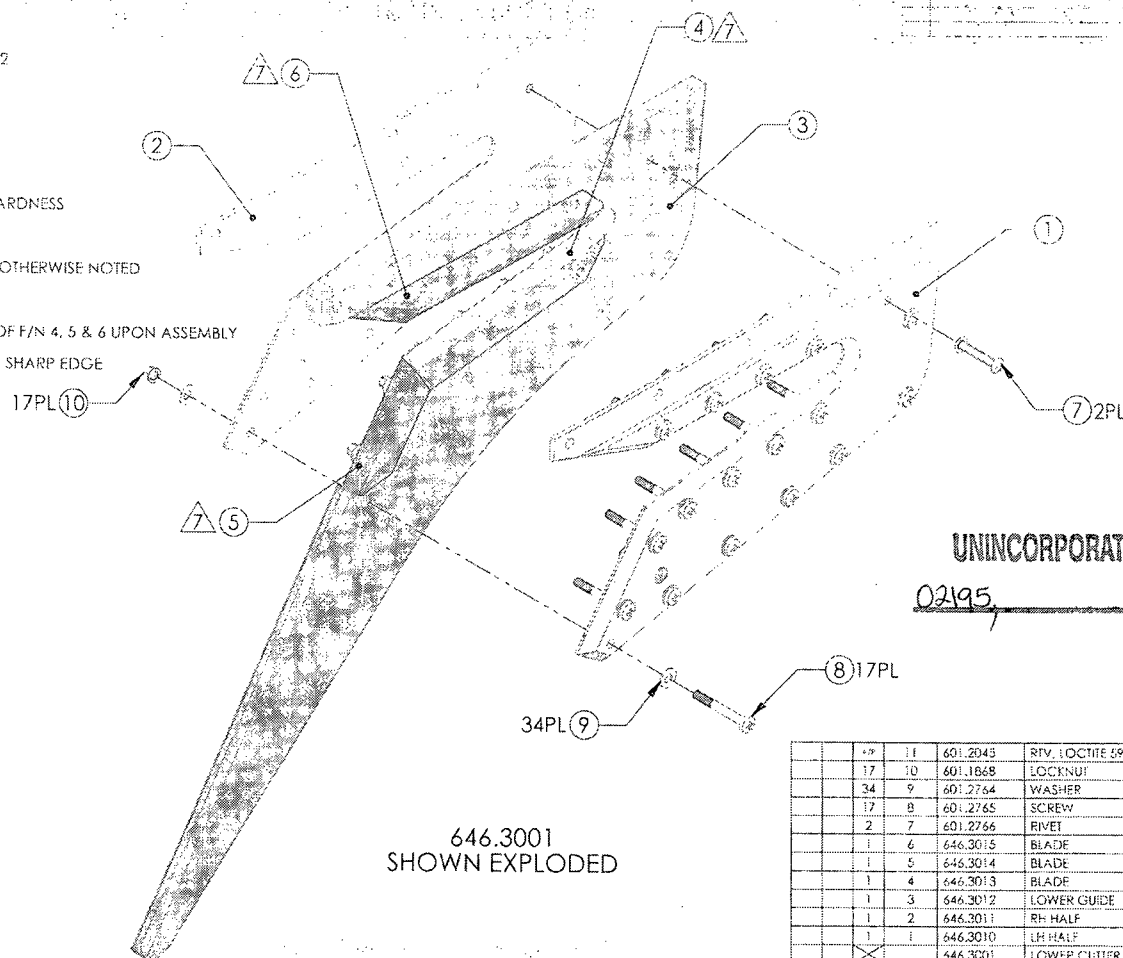 2
ARDNESS
OTHERWISE NOTED
OF F/N 4, 5 & 6 UPON ASSEMBLY
SHARP EDGE
4 7
7 6
2
3
1
17PL 10
7 2PL
7 5
UNINCORPORAT
02195,
8 17PL
34PL 9
646.3001
SHOWN EXPLODED
11 601.2045 RTV, LOCTITE 59
17 10 601.1868 LOCKNUT
34 9 601.2764 WASHER
17 8 601.2765 SCREW
2 7 601.2766 RIVET
1 6 646.3015 BLADE
1 5 646.3014 BLADE
1 4 646.3013 BLADE
1 3 646.3012 LOWER GUIDE
1 2 646.3011 RH HALF
1 1 646.3010 LH HALF
646.3001 LOWER CUTTER